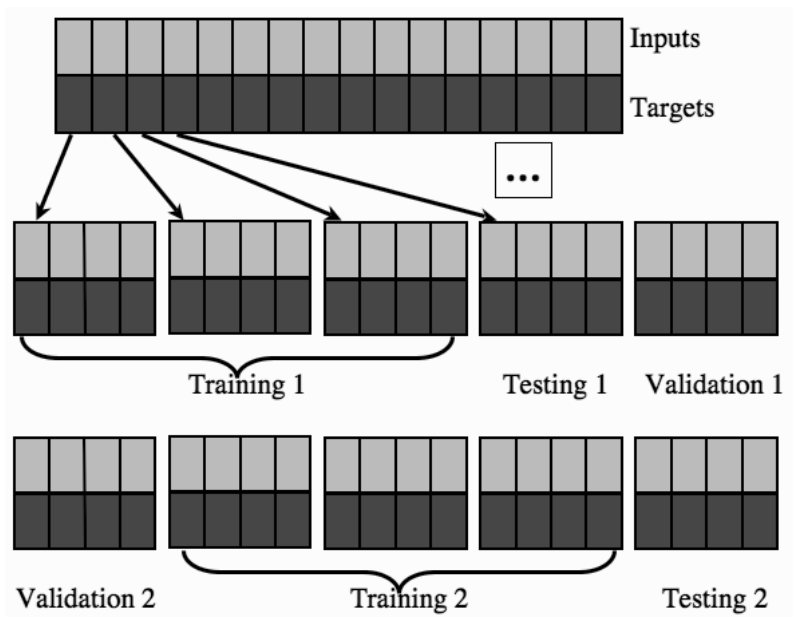 Inputs
Targets
...
Training 1
Testing 1
Validation 1
Validation 2
Training 2
Testing 2